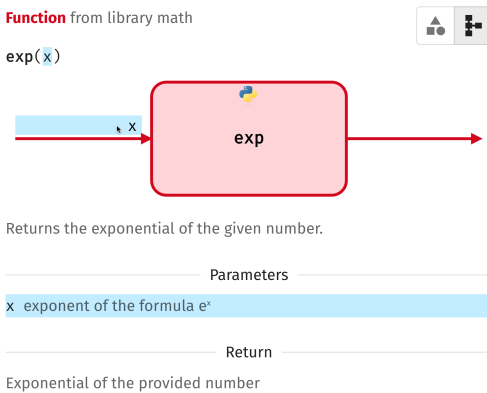 Function from library math
exp(x)
x
exp
Returns the exponential of the given number.
Parameters
x exponent of the formula eˣ
Return
Exponential of the provided number